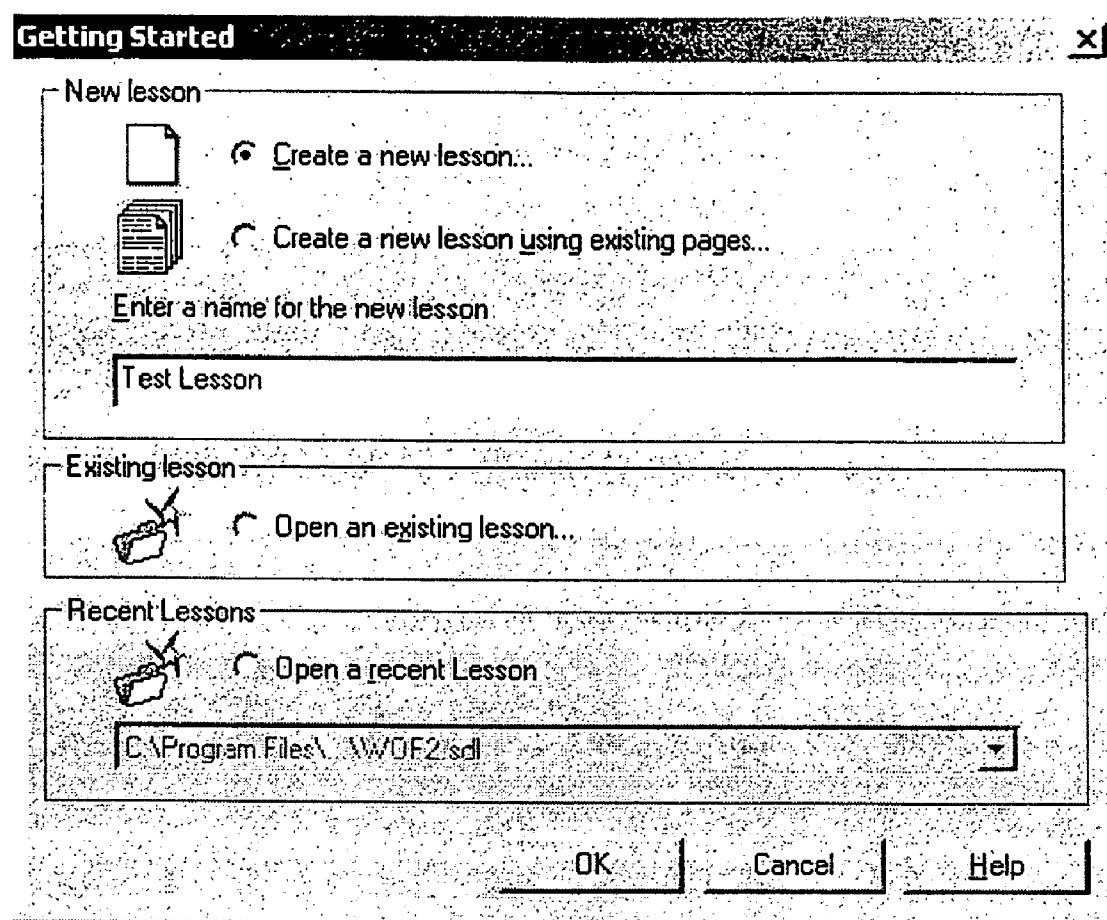 Getting Started
New lesson
Create a new lesson...
Create a new lesson using existing pages...
Enter a name for the new lesson
Test Lesson
Existing lesson
Open an existing lesson...
Recent Lessons
Open a recent Lesson
C:\Program Files\...\WOF2.sdl
OK Cancel Help